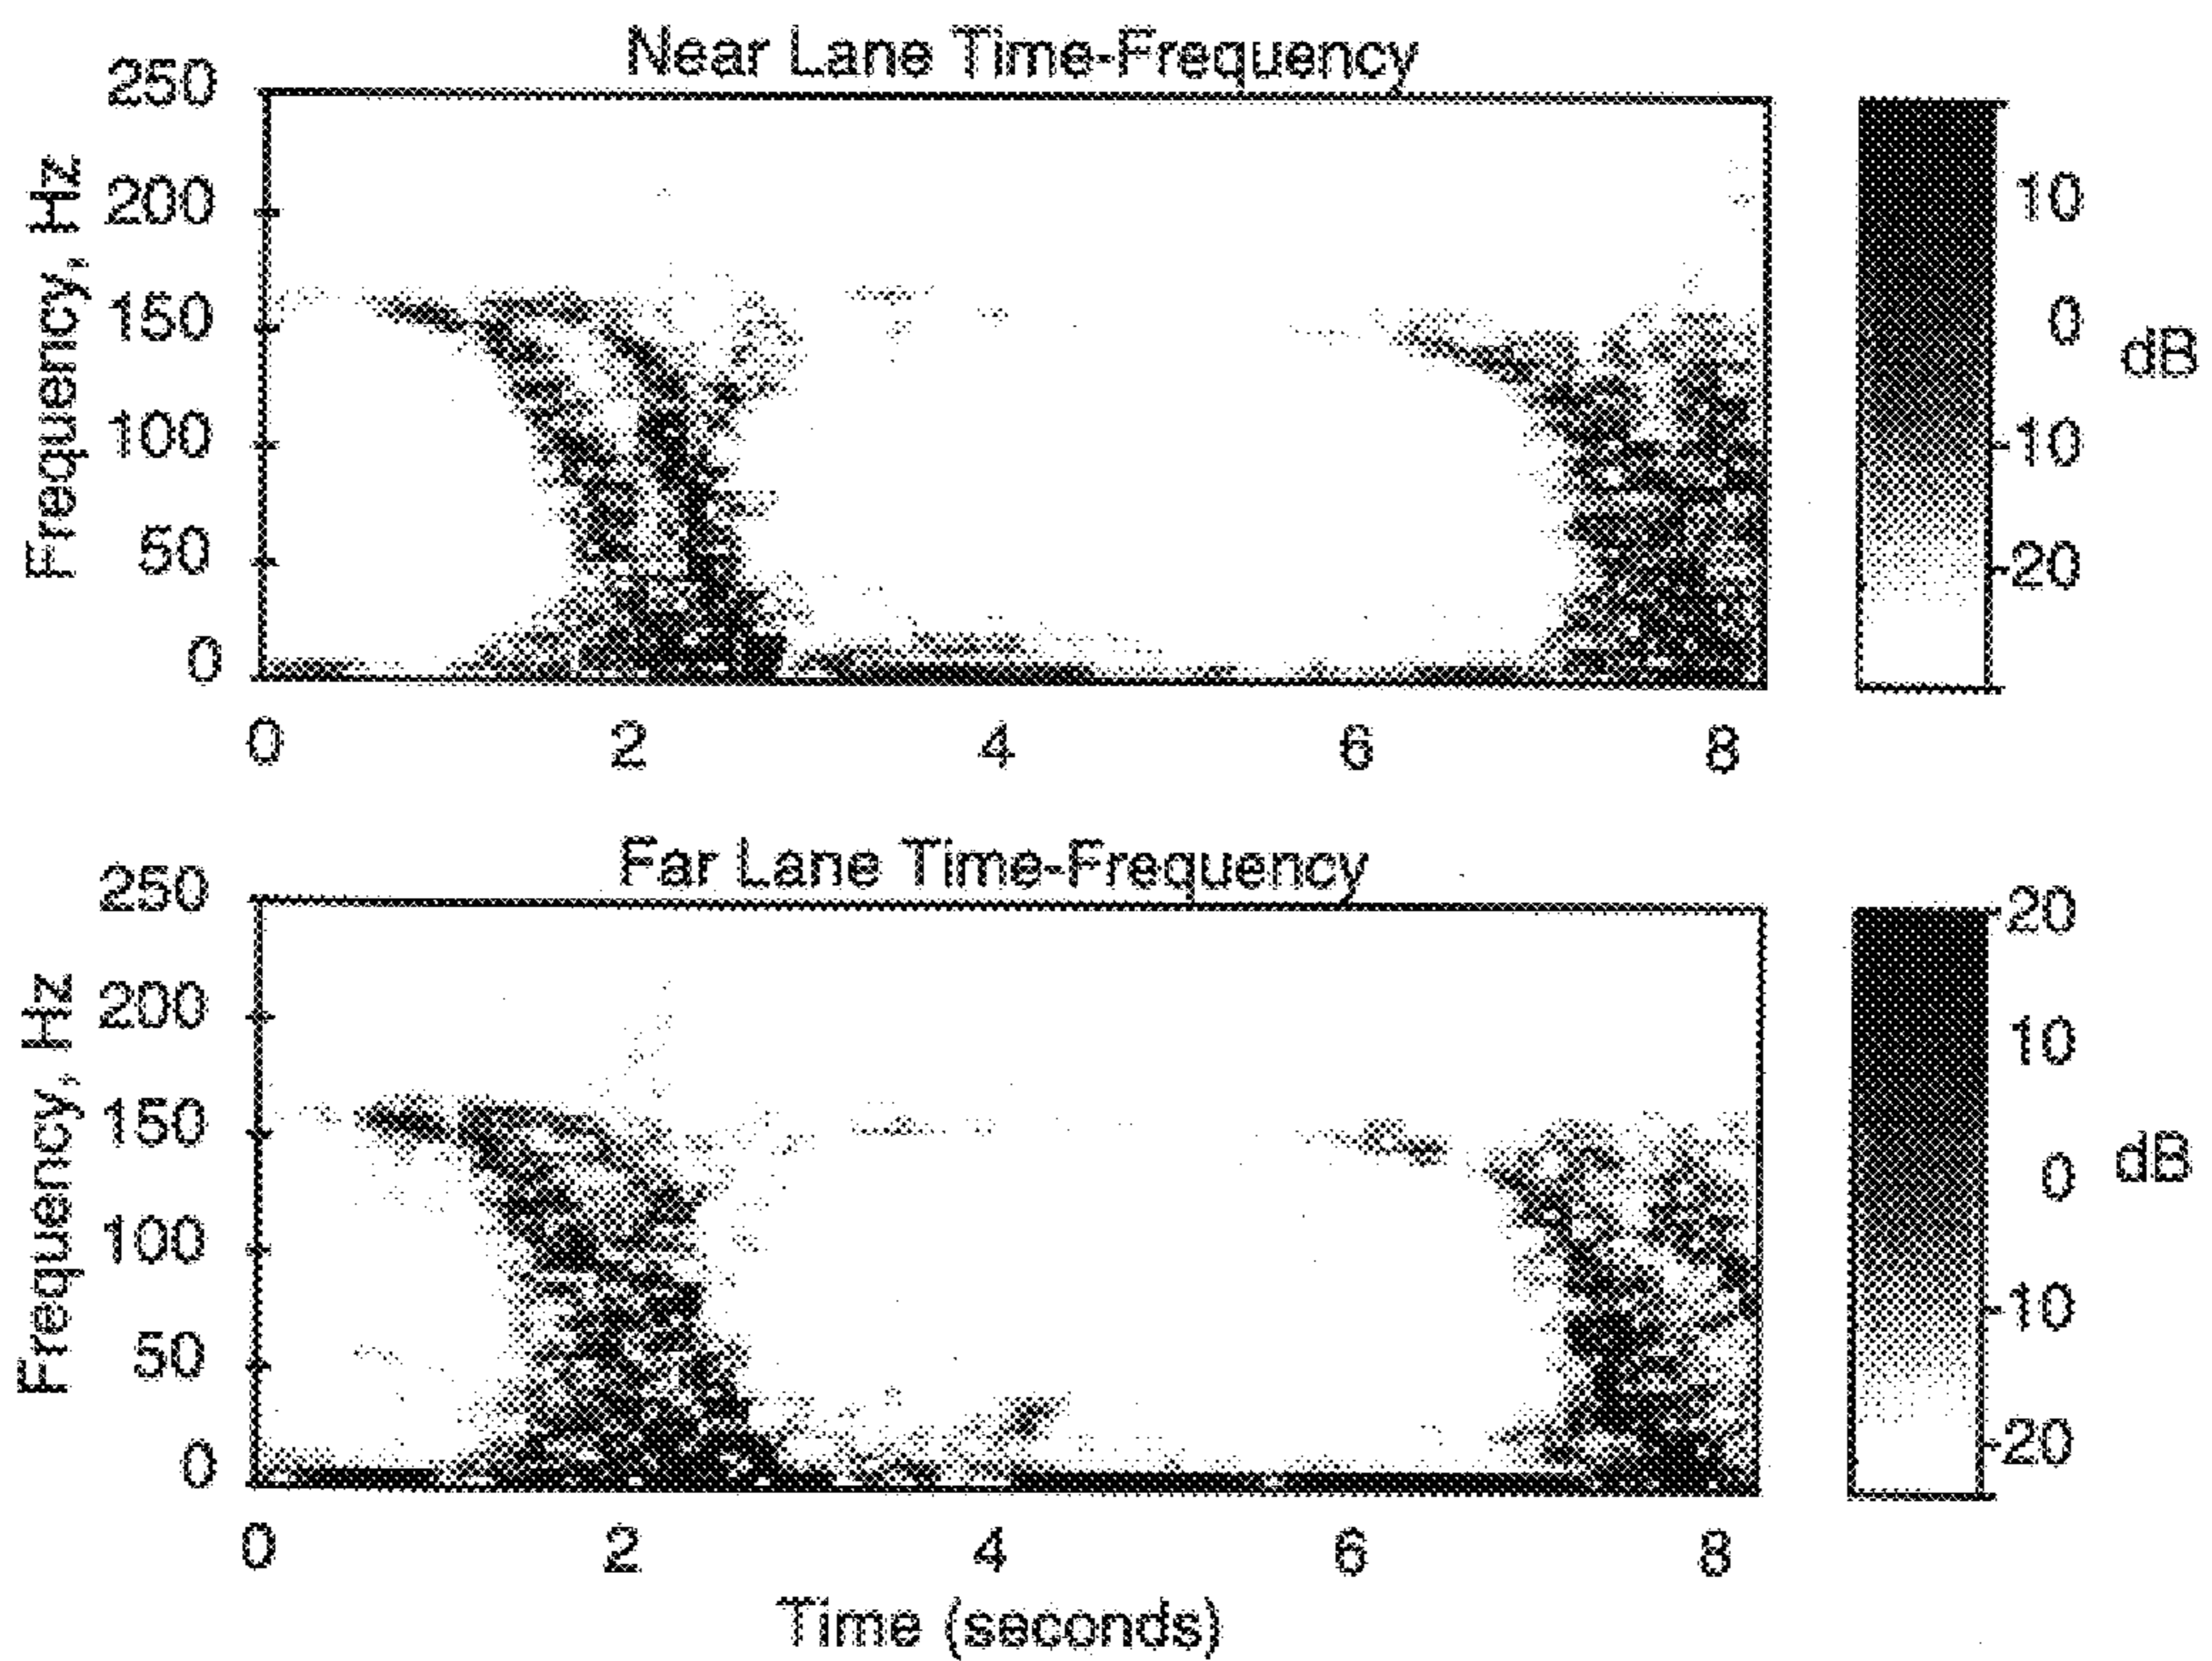 Near Lane Time-Frequency
250
200
150
100
50
0
Frequency, Hz
0 2 4 6 8
10
0
-10
-20
dB
Far Lane Time-Frequency
250
200
150
100
50
0
Frequency, Hz
0 2 4 6 8
Time (seconds)
20
10
0
-10
-20
dB